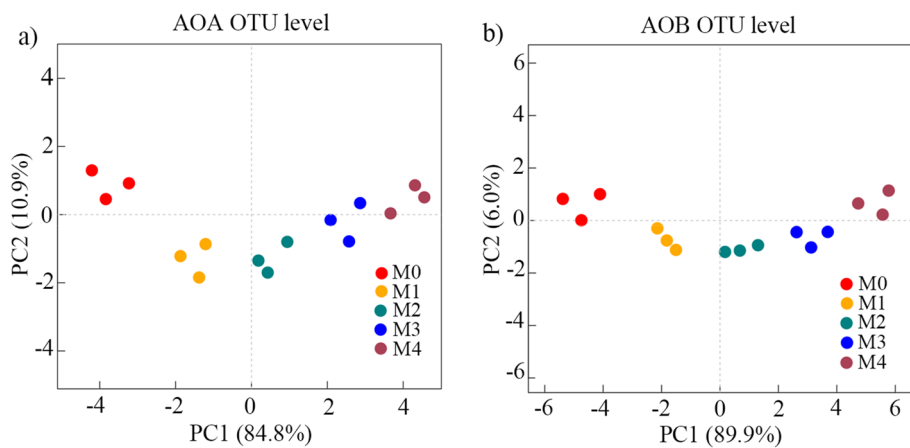 a)
AOA OTU level
4
2
0
-2
-4
PC2 (10.9%)
M0
M1
M2
M3
M4
-4 -2 0 2 4
PC1 (84.8%)
b)
AOB OTU level
6
4
2
0
-2
-4
-6
PC2 (6.0%)
M0
M1
M2
M3
M4
-6 -4 -2 0 2 4 6
PC1 (89.9%)